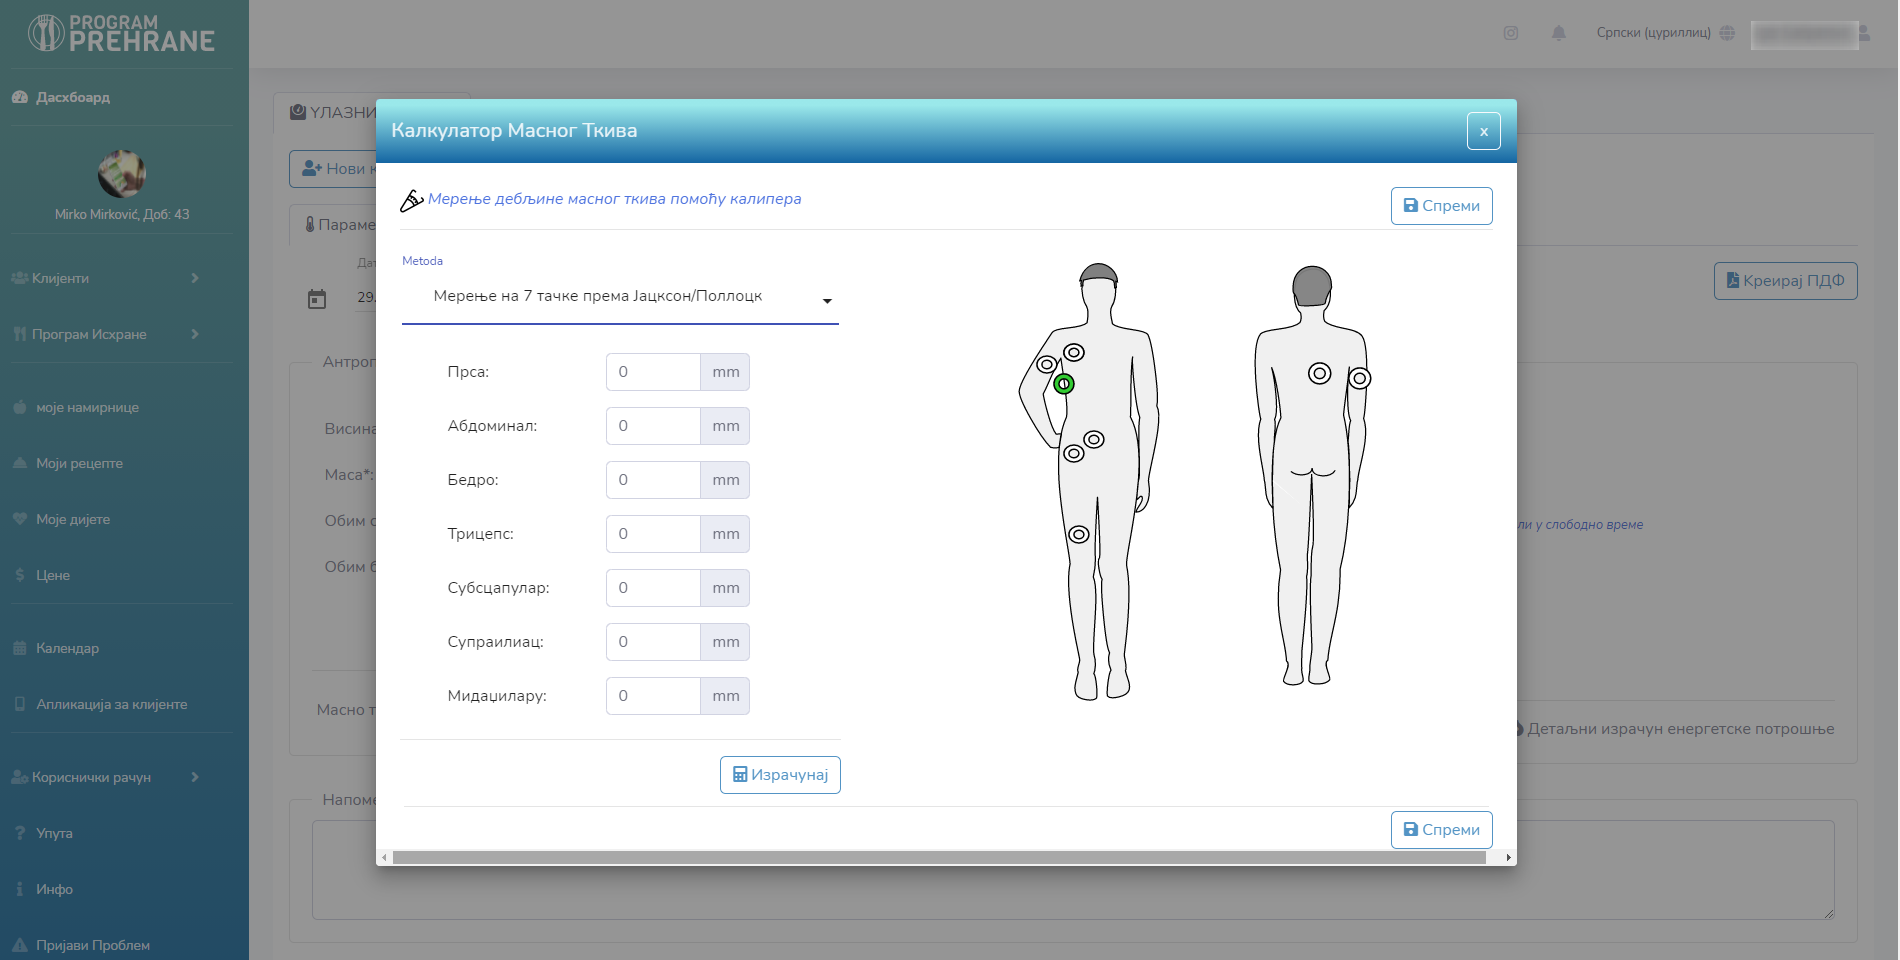 PROGRAM
PREHRANE
Дасхбоард
Mirko Mirković, Доб: 43
Клијенти
Програм Исхране
моје намирнице
Моји рецепте
Моје дијете
Цене
Календар
Апликација за клијенте
Кориснички рачун
Упута
Инфо
Пријави Проблем
Српски (цуриллиц)
YЛАЗНИ
Нови
Параме
Дат
29.
Креирај ПДФ
Антроп
Висина
Маса*:
Обим
Обим
ли у слободно време
Масно
Детаљни израчун енергетске потрошње
Напоме
Калкулатор Масног Ткива
x
Мерење дебљине масног ткива помоћу калипера
Спреми
Metoda
Мерење на 7 тачке према Јацксон/Поллоцк
Прса: 0 mm
Абдоминал: 0 mm
Бедро: 0 mm
Трицепс: 0 mm
Субсцапулар: 0 mm
Супраилиац: 0 mm
Мидаџилару: 0 mm
Израчунај
Спреми